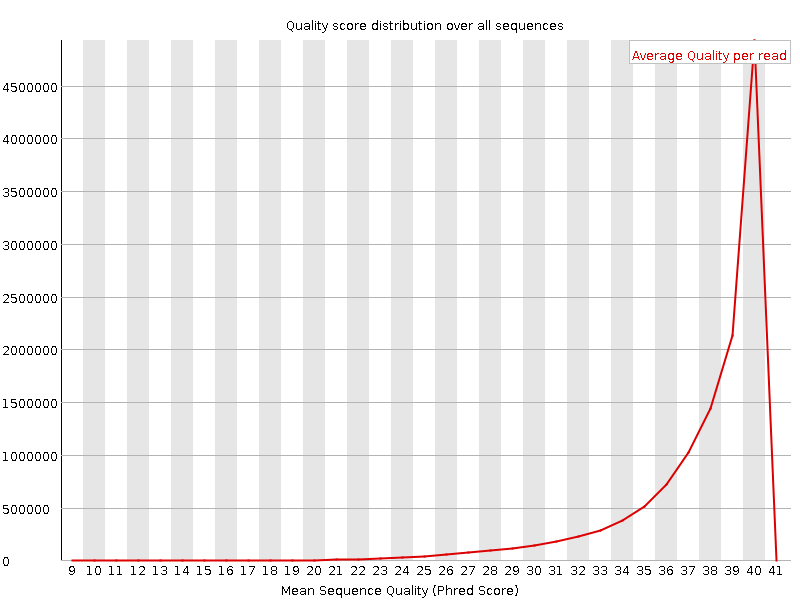 Quality score distribution over all sequences
Average Quality per read
4500000
4000000
3500000
3000000
2500000
2000000
1500000
1000000
500000
0
9 10 11 12 13 14 15 16 17 18 19 20 21 22 23 24 25 26 27 28 29 30 31 32 33 34 35 36 37 38 39 40 41
Mean Sequence Quality (Phred Score)